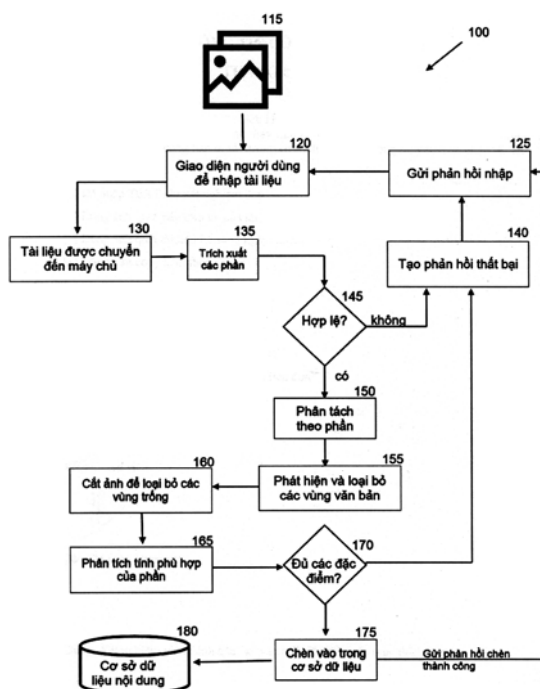 115
100
120
Giao diện người dùng
để nhập tài liệu
125
Gửi phản hồi nhập
130
Tài liệu được chuyển
đến máy chủ
135
Trích xuất
các phần
140
Tạo phản hồi thất bại
145
Hợp lệ?
không
có
150
Phân tách
theo phần
155
Phát hiện và loại bỏ
các vùng văn bản
160
Cắt ảnh để loại bỏ các
vùng trống
165
Phân tích tính phù hợp
của phần
170
Đủ các đặc
điểm?
175
Chèn vào trong
cơ sở dữ liệu
Gửi phản hồi chèn
thành công
180
Cơ sở dữ
liệu nội dung